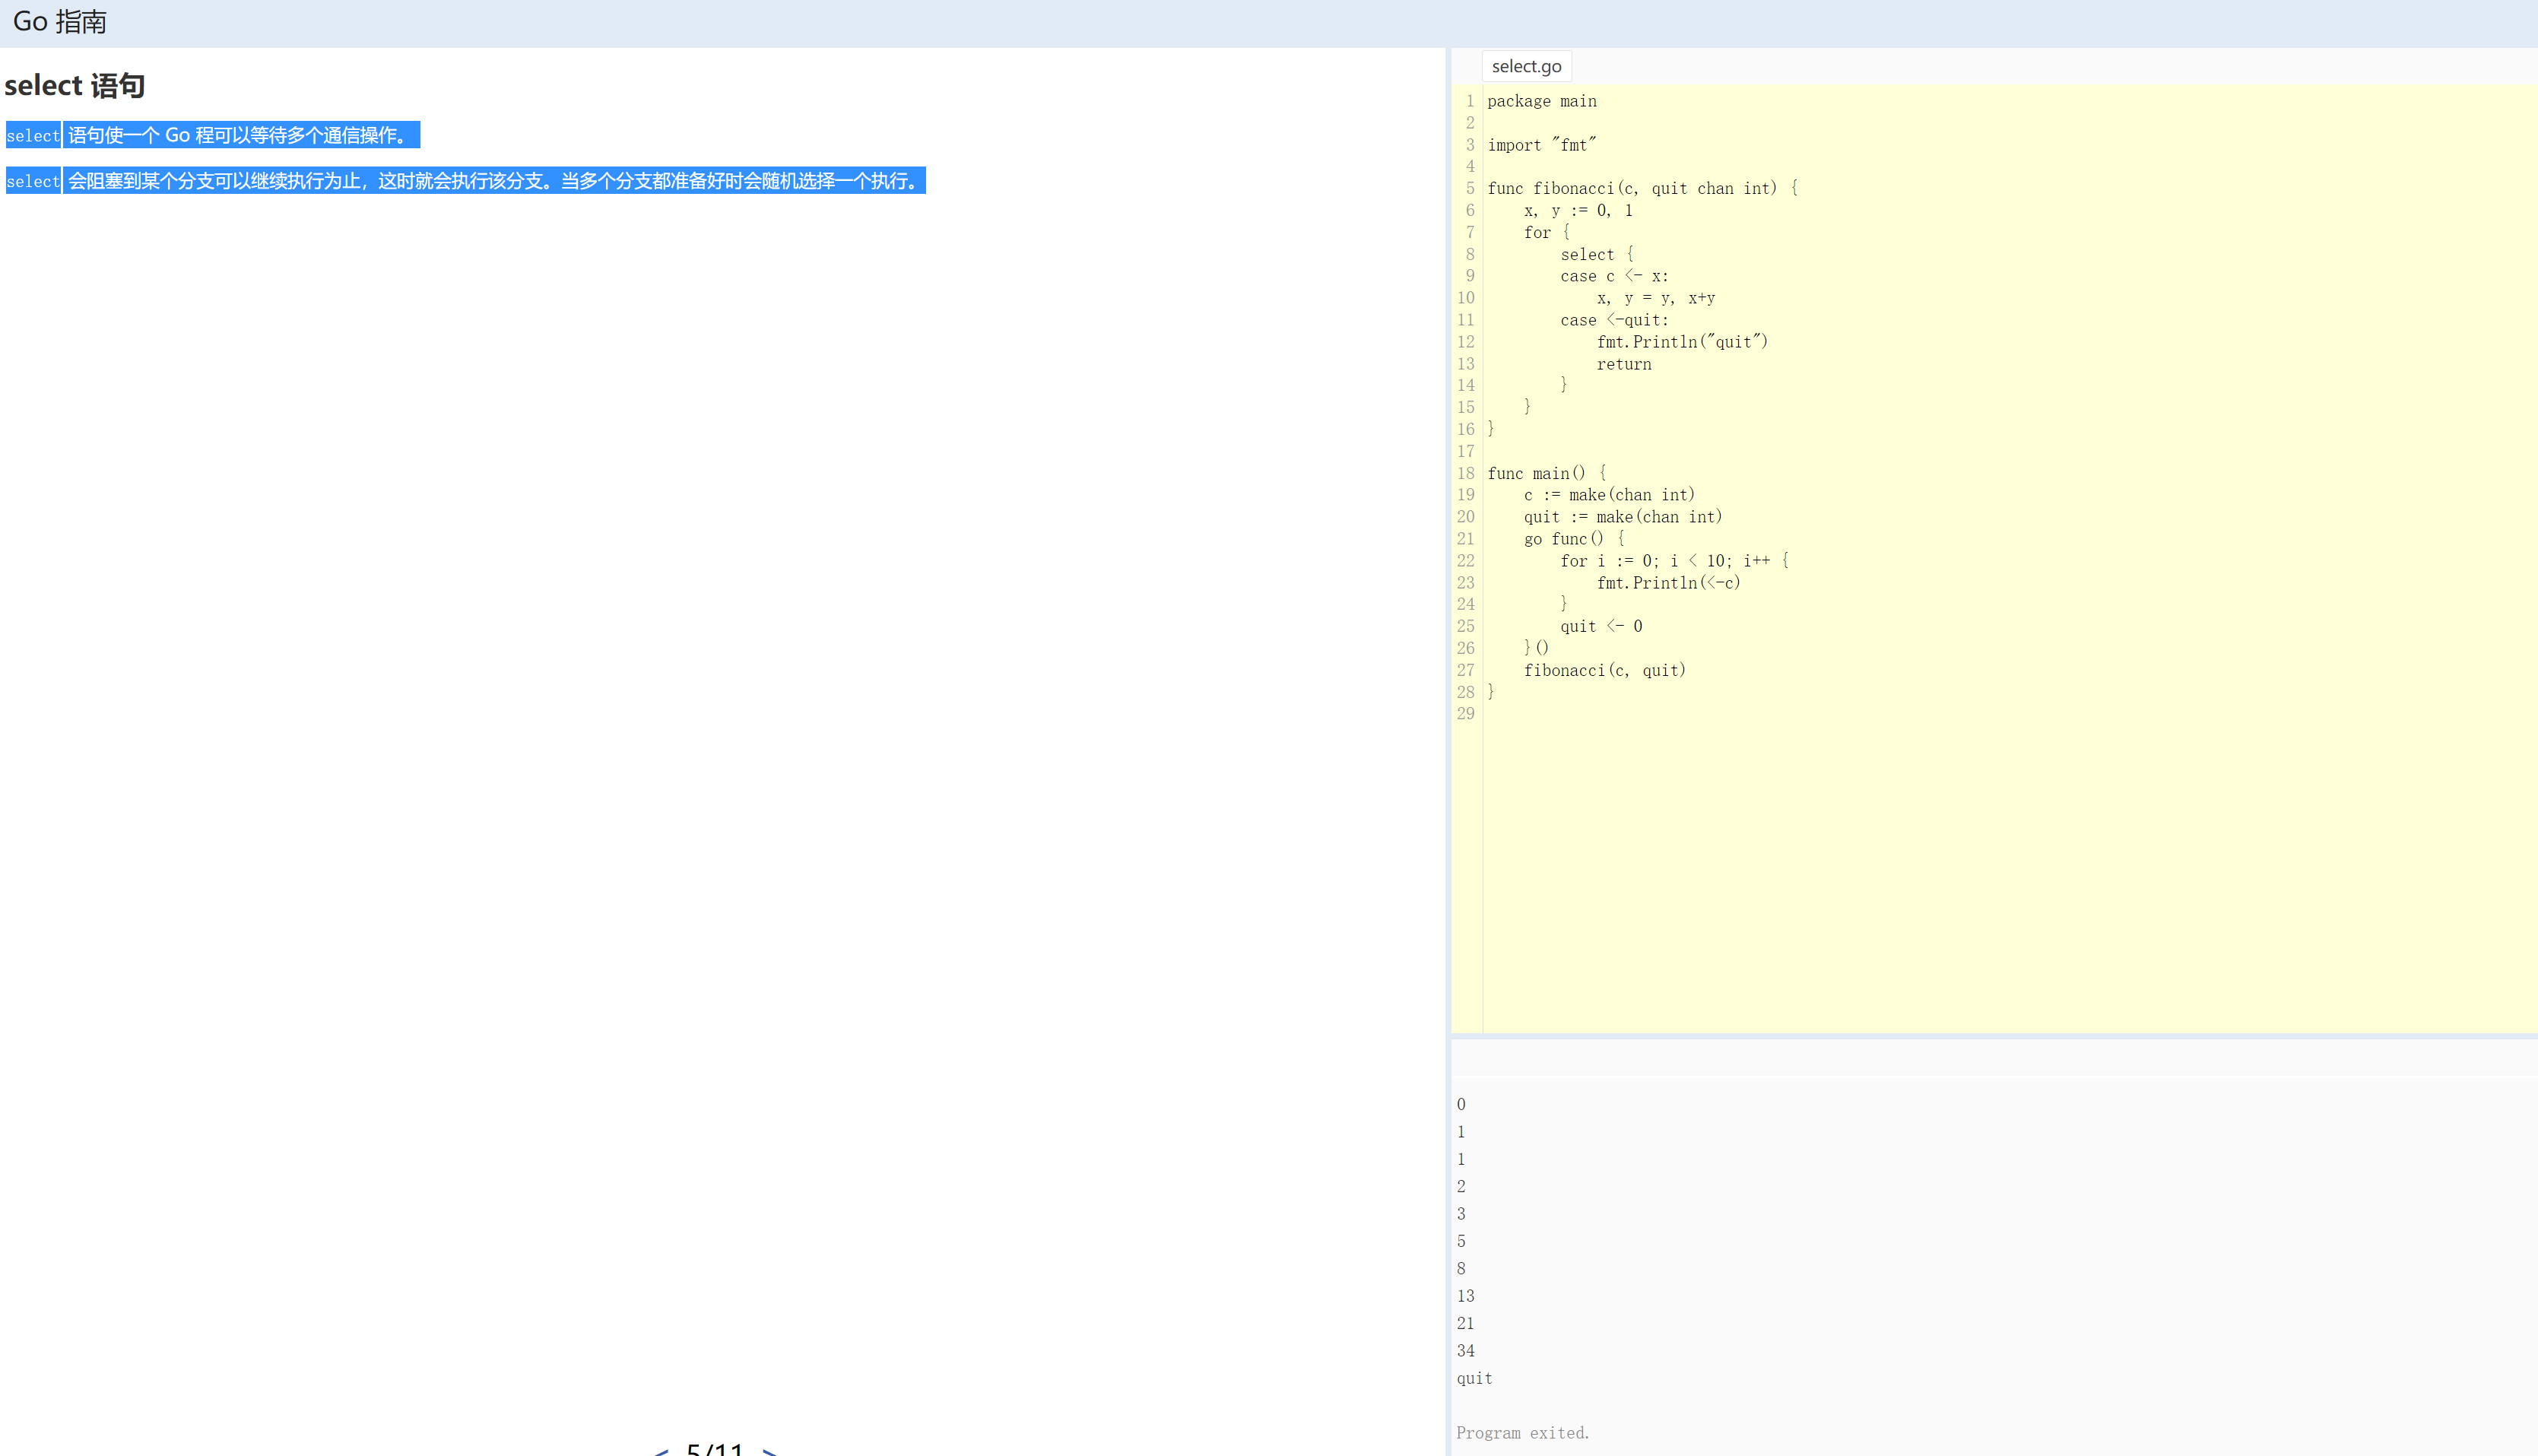 Go 指南
select 语句
select 语句使一个 Go 程可以等待多个通信操作。
select 会阻塞到某个分支可以继续执行为止，这时就会执行该分支。当多个分支都准备好时会随机选择一个执行。
< 5/11 >
select.go
1 package main
2
3 import "fmt"
4
5 func fibonacci(c, quit chan int) {
6     x, y := 0, 1
7     for {
8         select {
9         case c <- x:
10             x, y = y, x+y
11         case <-quit:
12             fmt.Println("quit")
13             return
14         }
15     }
16 }
17
18 func main() {
19     c := make(chan int)
20     quit := make(chan int)
21     go func() {
22         for i := 0; i < 10; i++ {
23             fmt.Println(<-c)
24         }
25         quit <- 0
26     }()
27     fibonacci(c, quit)
28 }
29
0
1
1
2
3
5
8
13
21
34
quit
Program exited.